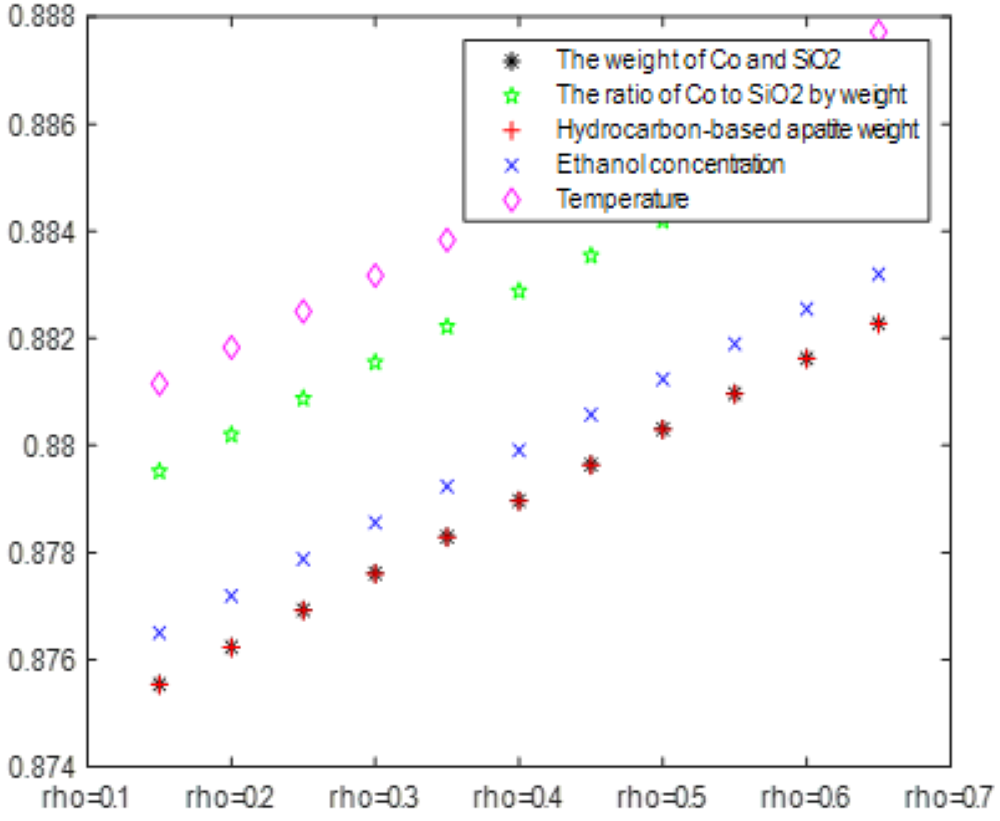 0.888
0.886
0.884
0.882
0.88
0.878
0.876
0.874
The weight of Co and SiO2
The ratio of Co to SiO2 by weight
Hydrocarbon-based apatite weight
Ethanol concentration
Temperature
rho=0.1 rho=0.2 rho=0.3 rho=0.4 rho=0.5 rho=0.6 rho=0.7